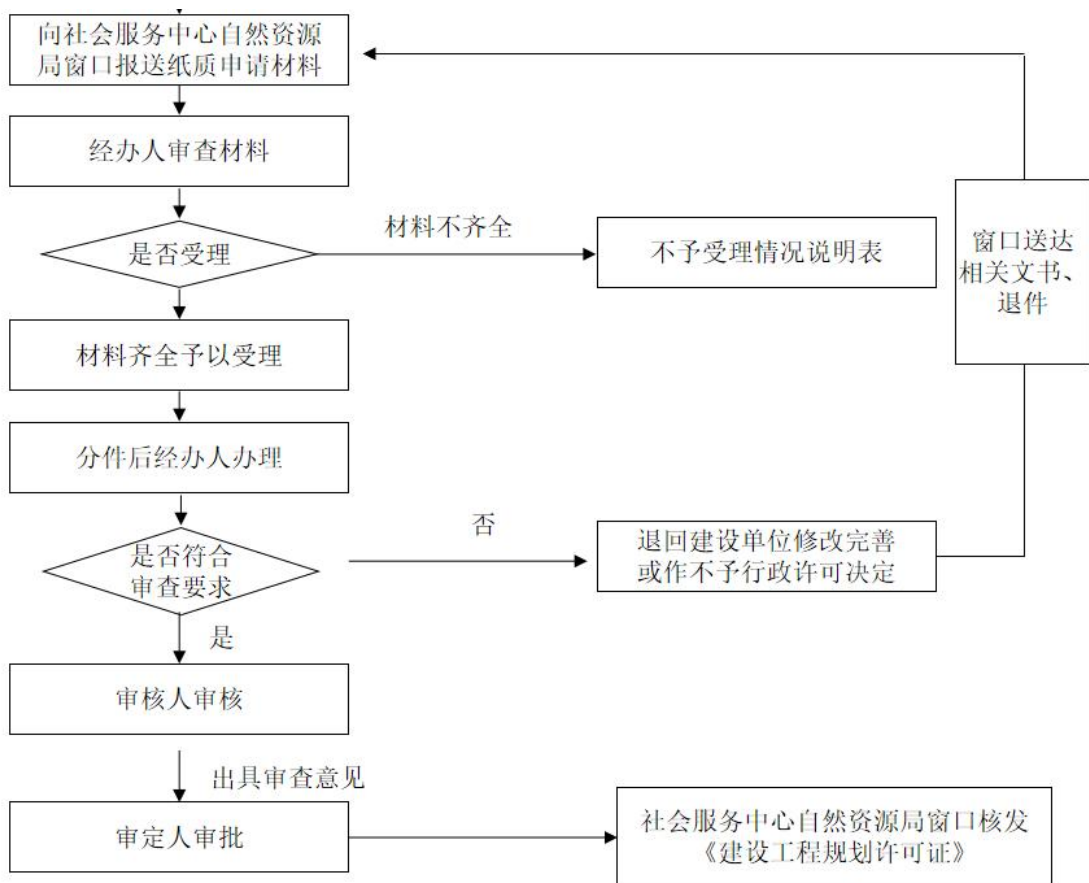 向社会服务中心自然资源
局窗口报送纸质申请材料
经办人审查材料
是否受理
材料不齐全
不予受理情况说明表
窗口送达
相关文书、
退件
材料齐全予以受理
分件后经办人办理
是否符合
审查要求
否
退回建设单位修改完善
或作不予行政许可决定
是
审核人审核
出具审查意见
审定人审批
社会服务中心自然资源局窗口核发
《建设工程规划许可证》